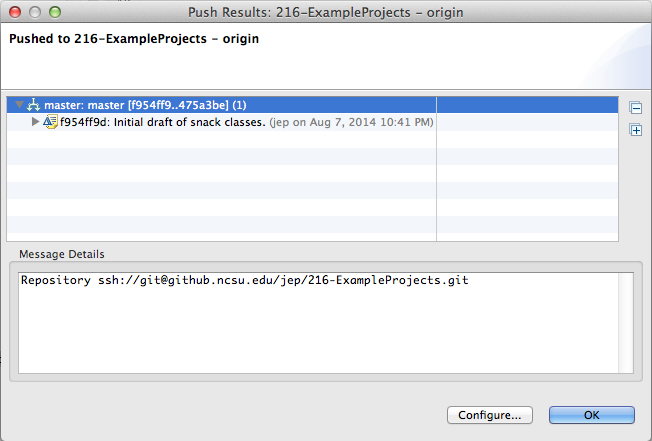 Push Results: 216-ExampleProjects - origin
Pushed to 216-ExampleProjects - origin
master: master [f954ff9..475a3be] (1)
f954ff9d: Initial draft of snack classes. (jep on Aug 7, 2014 10:41 PM)
Message Details
Repository ssh://git@github.ncsu.edu/jep/216-ExampleProjects.git
Configure...
OK